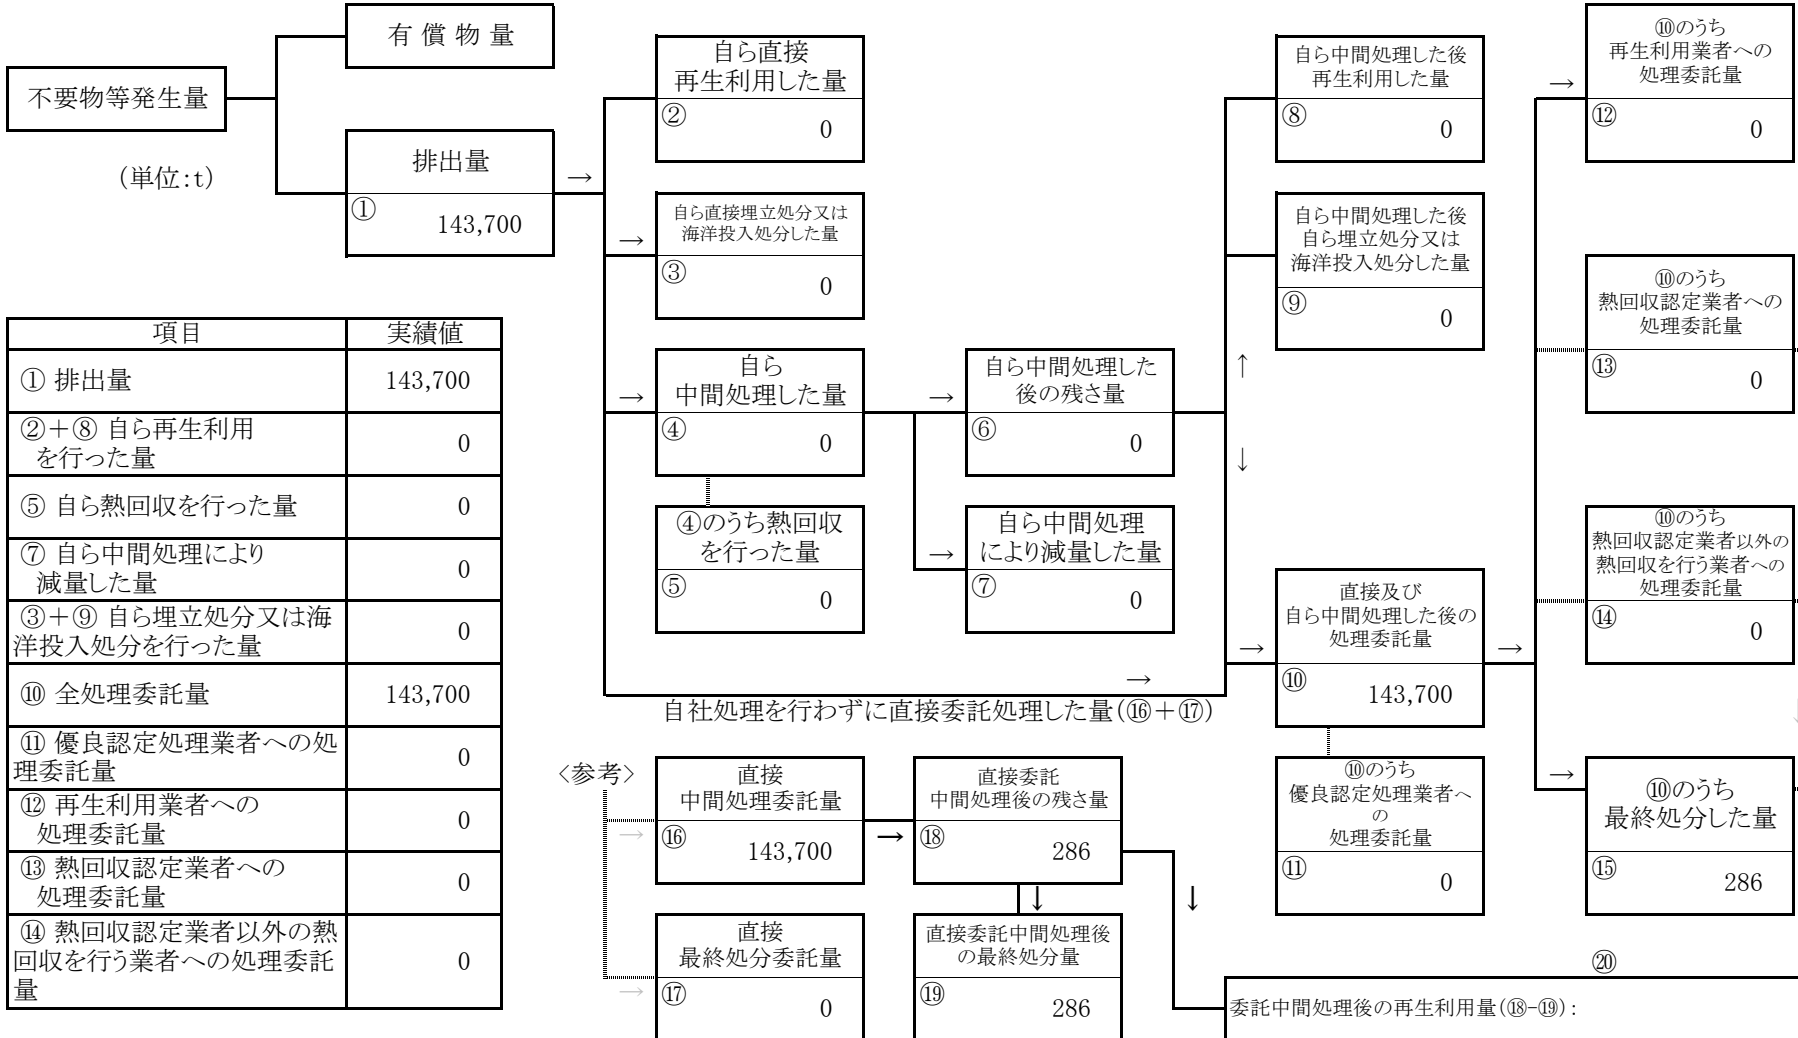 有 償 物 量
不要物等発生量
(単位:t)
排出量
①
143,700
→
項目 実績値
① 排出量 143,700
②+⑧ 自ら再生利用
を行った量
0
⑤ 自ら熱回収を行った量 0
⑦ 自ら中間処理により
減量した量
0
③+⑨ 自ら埋立処分又は海
洋投入処分を行った量
0
⑩ 全処理委託量 143,700
⑪ 優良認定処理業者への処
理委託量
0
⑫ 再生利用業者への
処理委託量
0
⑬ 熱回収認定業者への
処理委託量
0
⑭ 熱回収認定業者以外の熱
回収を行う業者への処理委託
量
0
自ら直接
再生利用した量
②
0
→
自ら直接埋立処分又は
海洋投入処分した量
③
0
→
自ら
中間処理した量
④
0
④のうち熱回収
を行った量
⑤
0
→
自ら中間処理した
後の残さ量
⑥
0
→
自ら中間処理
により減量した量
⑦
0
→
自社処理を行わずに直接委託処理した量(⑯+⑰)
〈参考〉
→
直接
中間処理委託量
⑯
143,700
→
直接
最終処分委託量
⑰
0
→
直接委託
中間処理後の残さ量
⑱
286
↓
直接委託中間処理後
の最終処分量
⑲
286
↓
自ら中間処理した後
再生利用した量
⑧
0
自ら中間処理した後
自ら埋立処分又は
海洋投入処分した量
⑨
0
↑
↓
→
直接及び
自ら中間処理した後の
処理委託量
⑩
143,700
→
⑩のうち
優良認定処理業者へ
の
処理委託量
⑪
0
→
⑩のうち
再生利用業者への
処理委託量
⑫
0
⑩のうち
熱回収認定業者への
処理委託量
⑬
0
⑩のうち
熱回収認定業者以外の
熱回収を行う業者への
処理委託量
⑭
0
→
⑩のうち
最終処分した量
⑮
286
⑳
委託中間処理後の再生利用量(⑱-⑲):